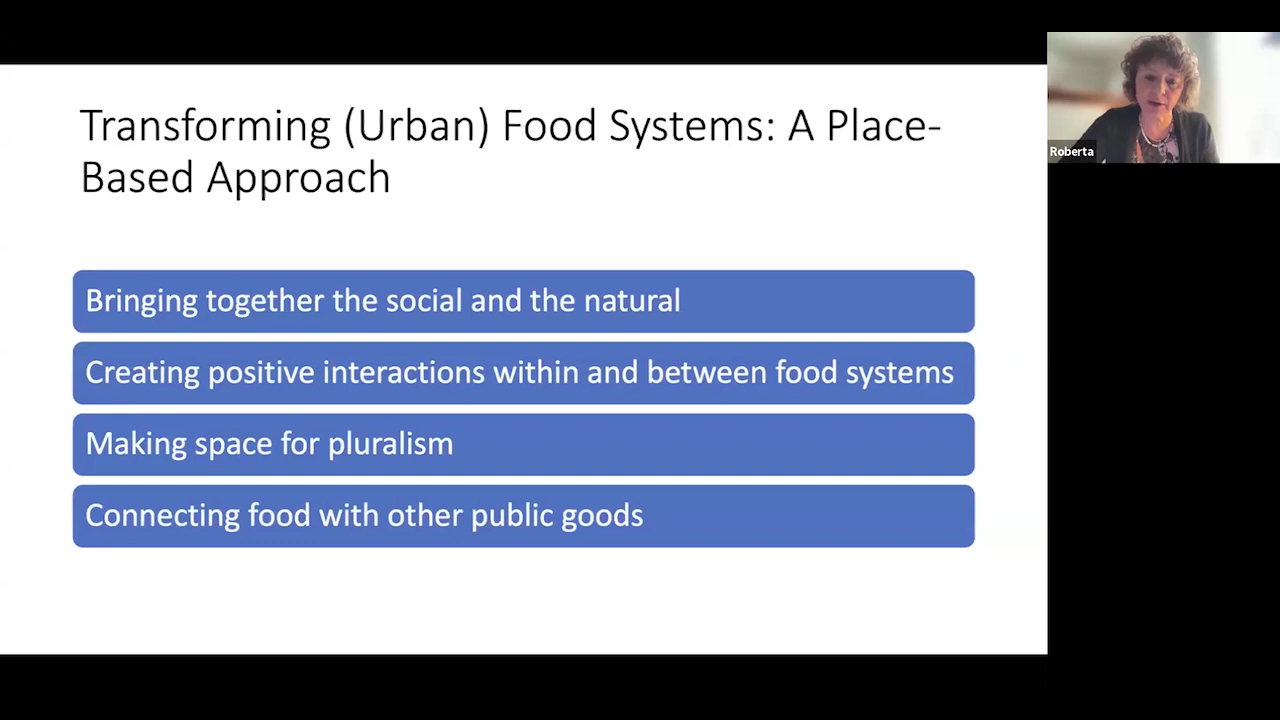 Transforming (Urban) Food Systems: A Place-
Based Approach
Bringing together the social and the natural
Creating positive interactions within and between food systems
Making space for pluralism
Connecting food with other public goods
Roberta